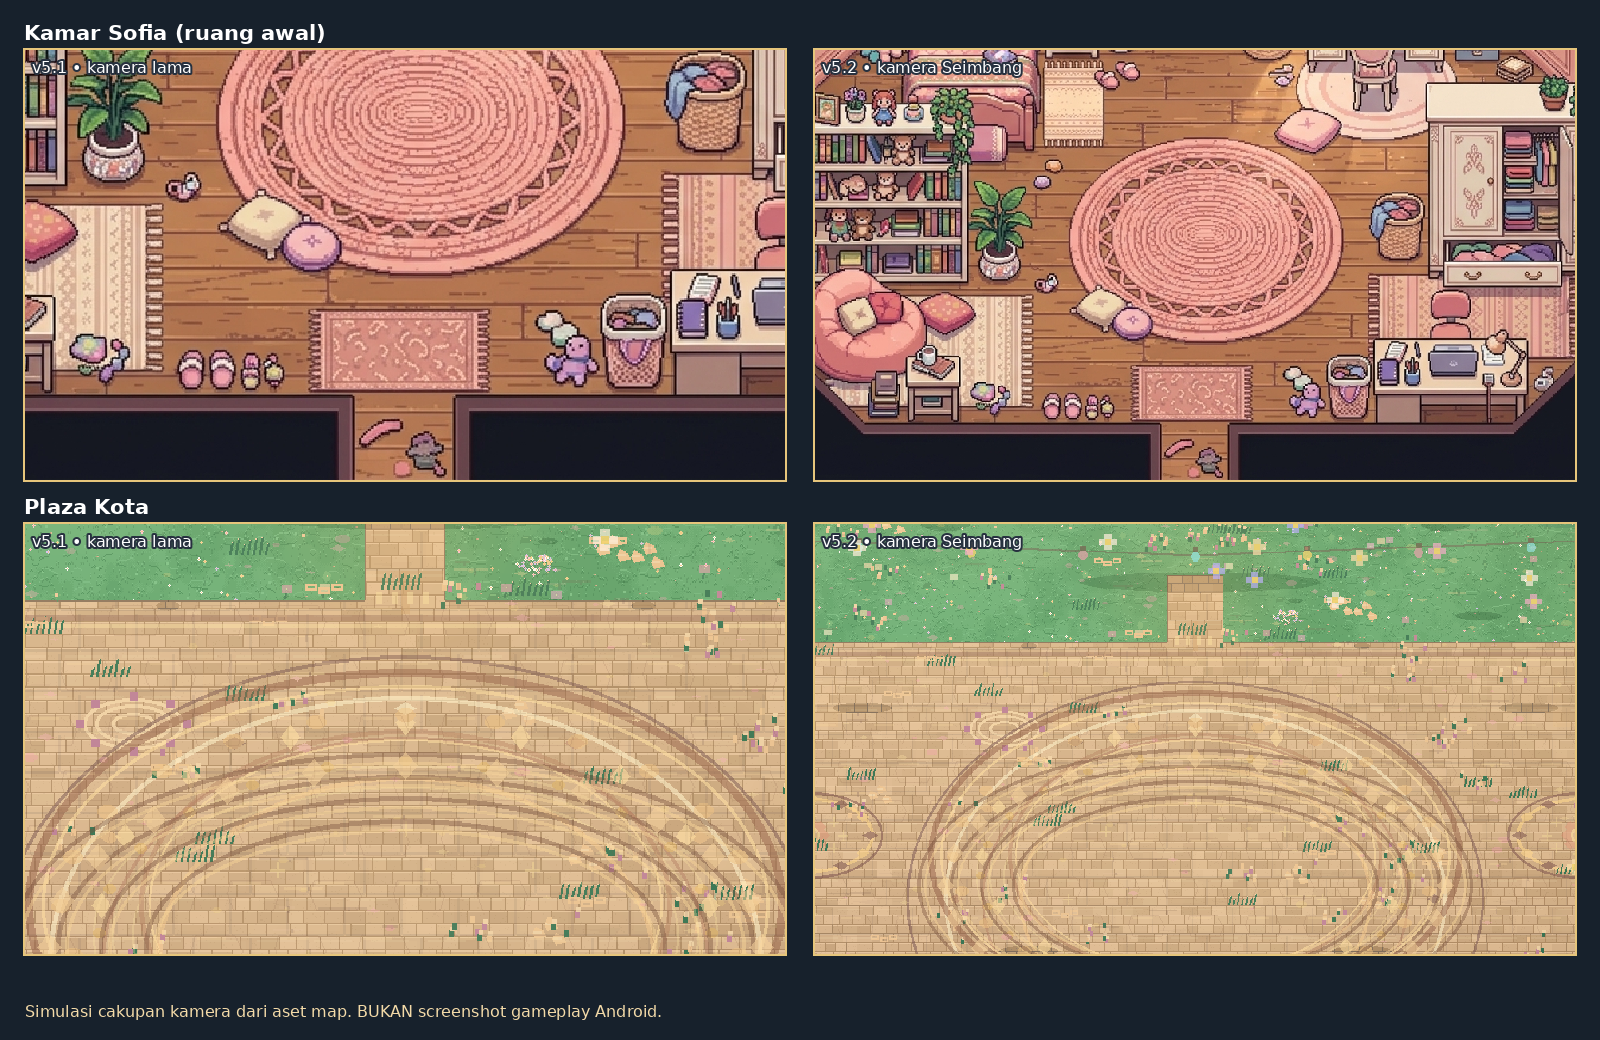 Kamar Sofia (ruang awal)
v5.1 • kamera lama
v5.2 • kamera Seimbang
Plaza Kota
v5.1 • kamera lama
v5.2 • kamera Seimbang
Simulasi cakupan kamera dari aset map. BUKAN screenshot gameplay Android.